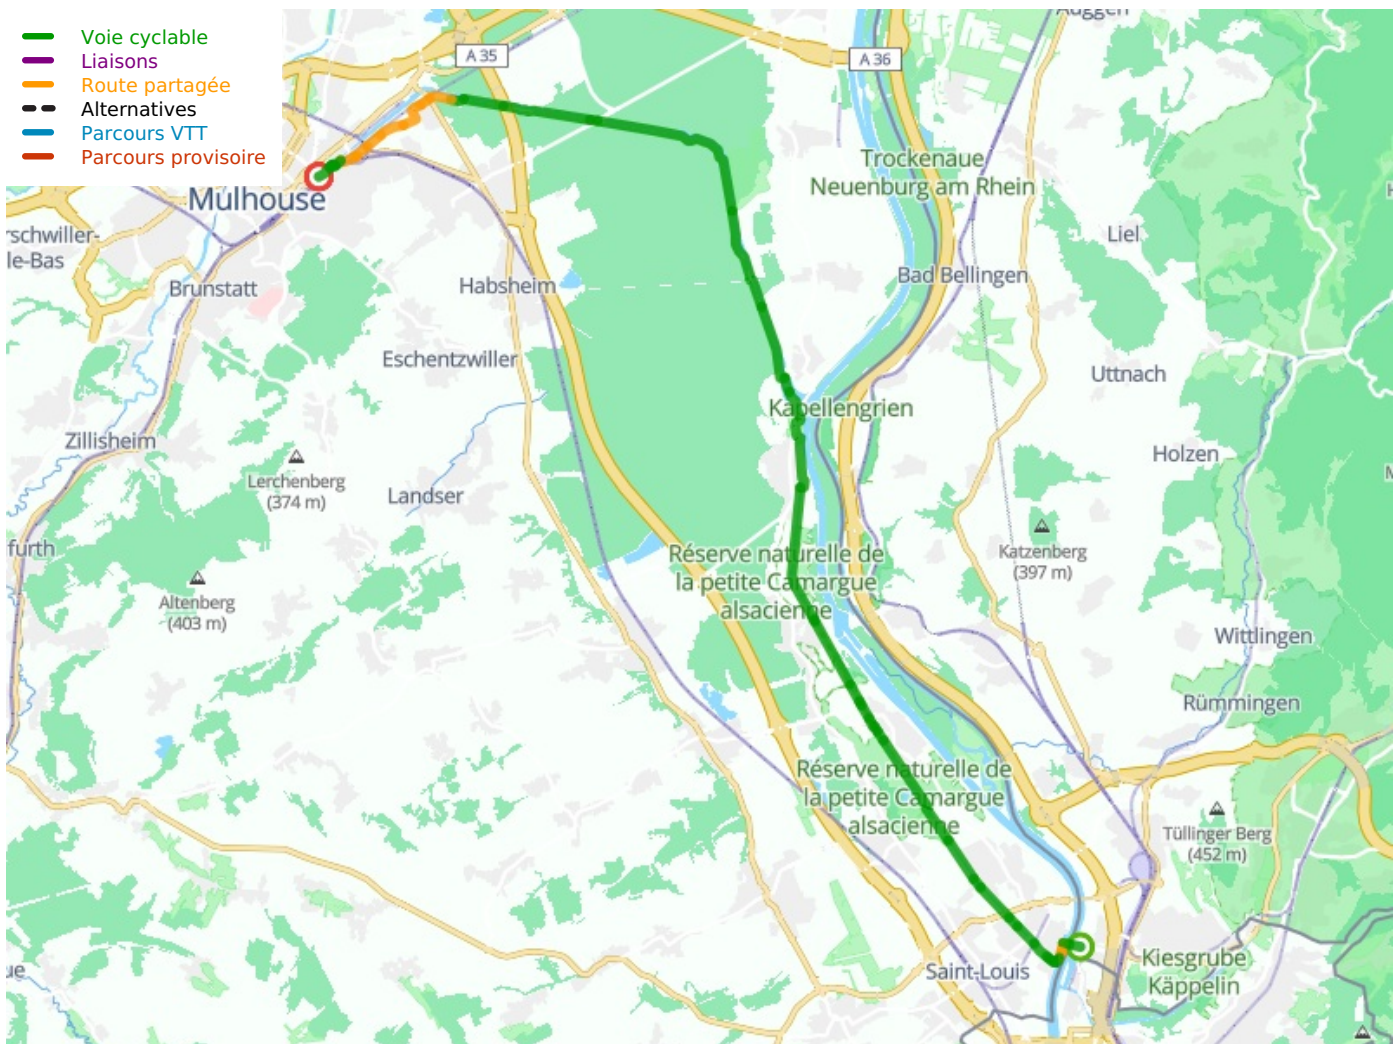 Auggen
Voie cyclable
Liaisons
Route partagée
Alternatives
Parcours VTT
Parcours provisoire
A 35
A 36
Trockenaue
Neuenburg am Rhein
Mulhouse
rschwiller-
le-Bas
Liel
Brunstatt
Habsheim
Bad Bellingen
Eschentzwiller
Uttnach
Kapellengrien
Zillisheim
Holzen
Lerchenberg
(374 m)
Landser
furth
Réserve naturelle de
la petite Camargue
alsacienne
Katzenberg
(397 m)
Altenberg
(403 m)
Wittlingen
Rümmingen
Réserve naturelle de
la petite Camargue
alsacienne
Tüllinger Berg
(452 m)
ue
Saint-Louis
Kiesgrube
Käppelin